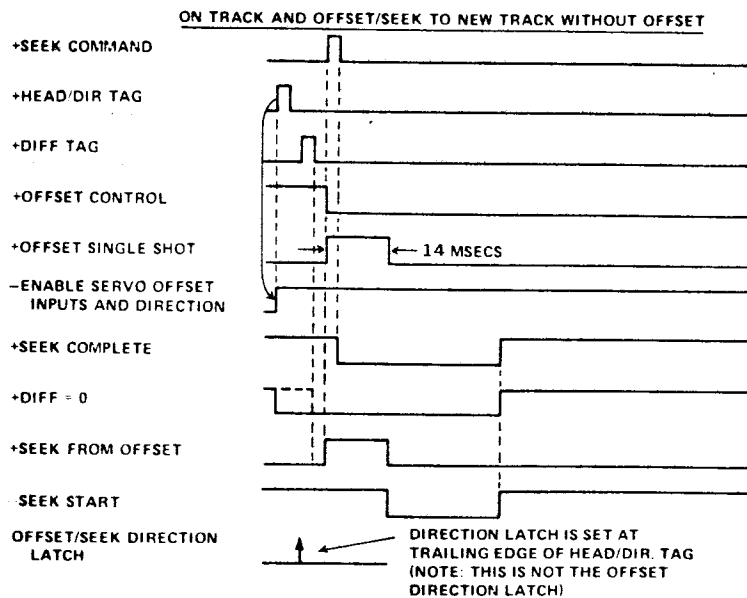 ON TRACK AND OFFSET/SEEK TO NEW TRACK WITHOUT OFFSET
+SEEK COMMAND
+HEAD/DIR TAG
+DIFF TAG
+OFFSET CONTROL
+OFFSET SINGLE SHOT
14 MSECS
−ENABLE SERVO OFFSET
INPUTS AND DIRECTION
+SEEK COMPLETE
+DIFF = 0
+SEEK FROM OFFSET
-SEEK START
OFFSET/SEEK DIRECTION
LATCH
DIRECTION LATCH IS SET AT
TRAILING EDGE OF HEAD/DIR. TAG
(NOTE: THIS IS NOT THE OFFSET
DIRECTION LATCH)